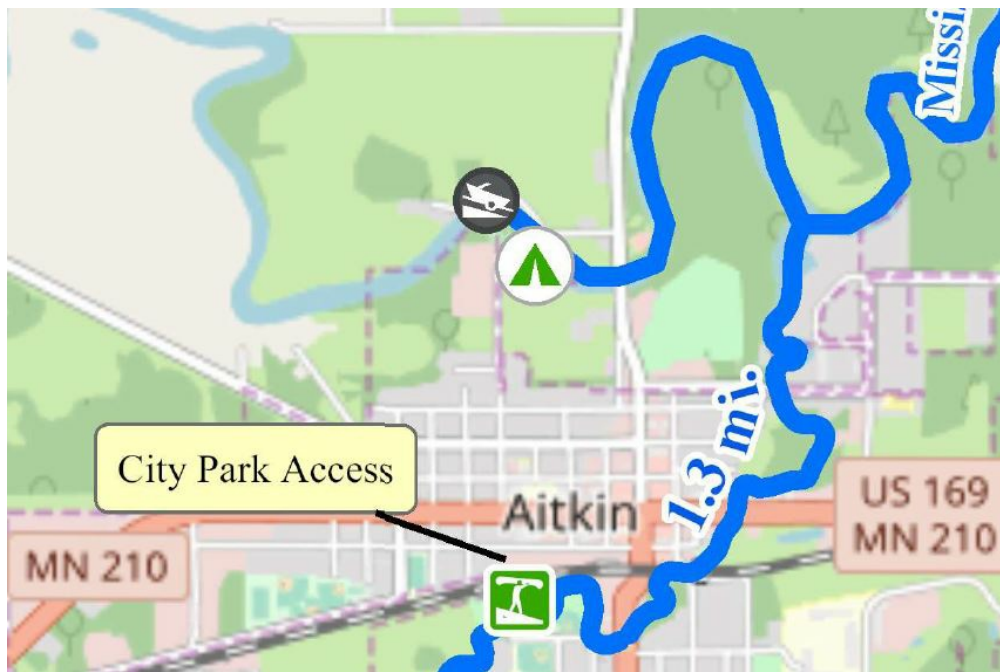 Missi
City Park Access
1.3 mi.
Aitkin
US 169
MN 210
MN 210